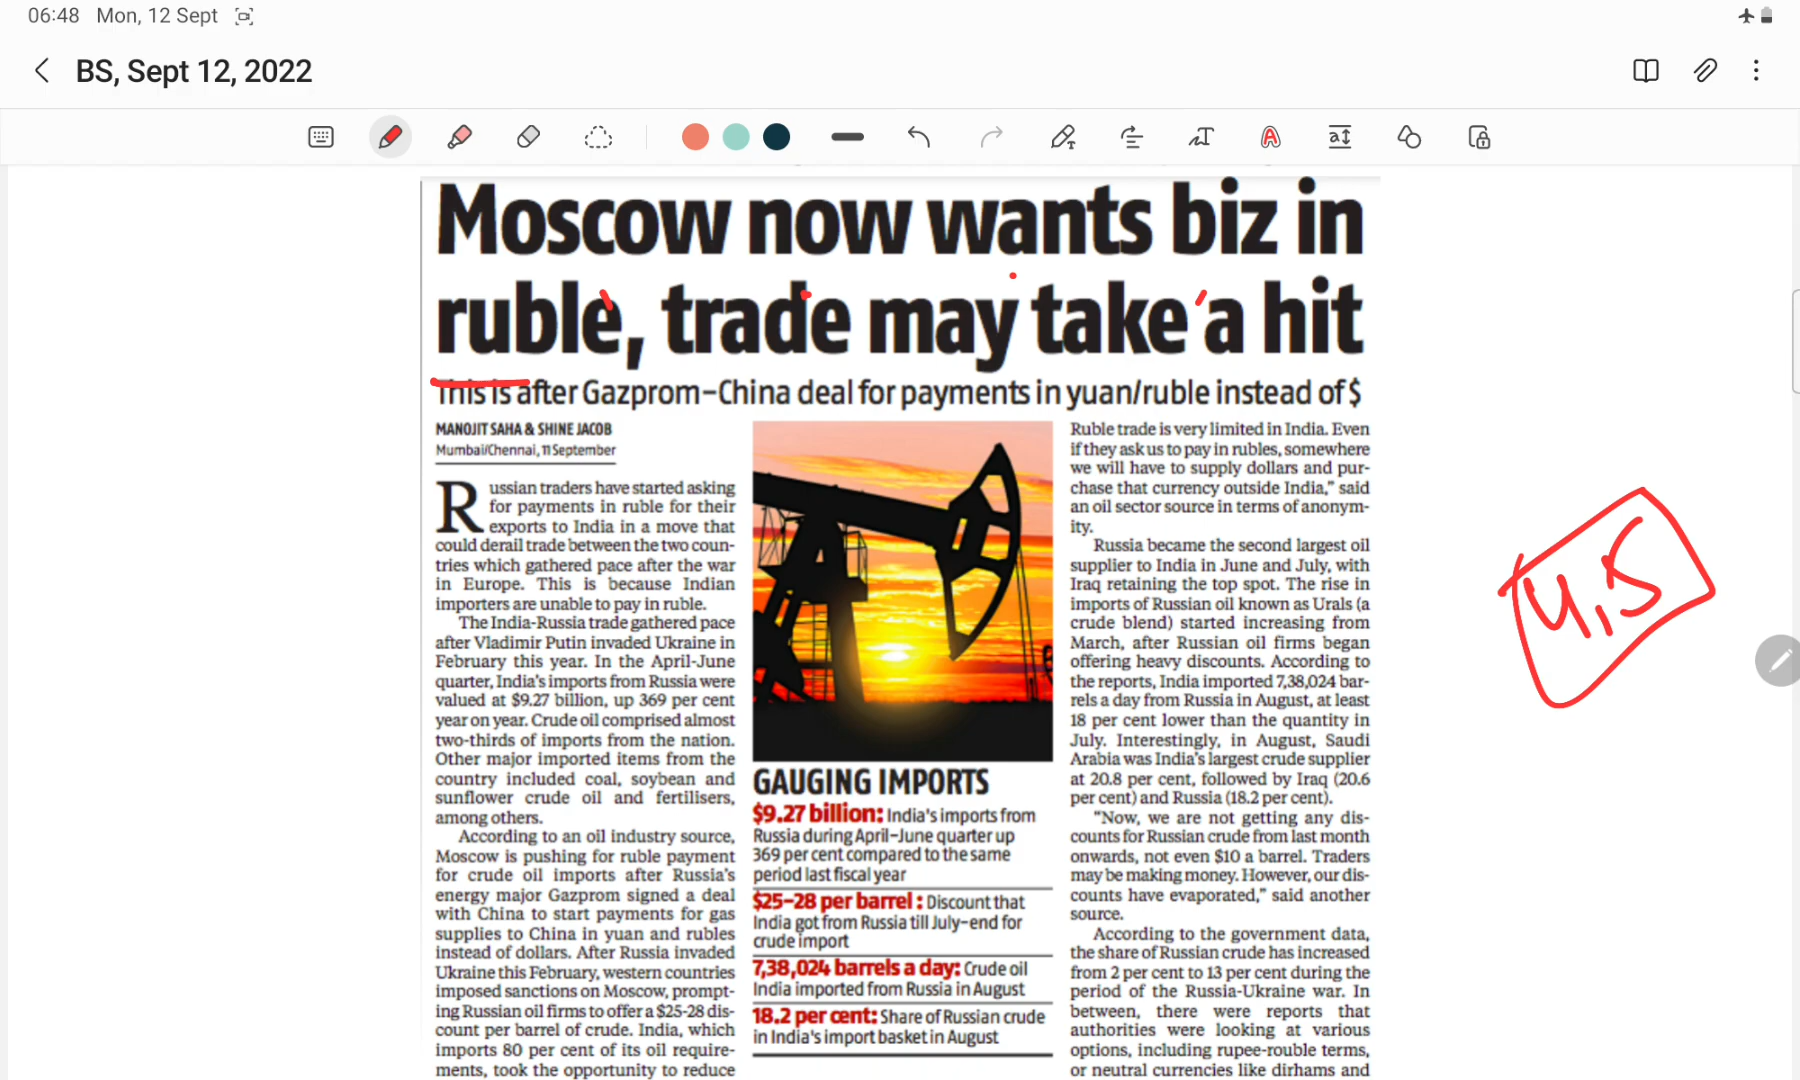 06:48 Mon, 12 Sept
BS, Sept 12, 2022
Moscow now wants biz in
ruble, trade may take a hit
This is after Gazprom–China deal for payments in yuan/ruble instead of $
MANOJIT SAHA & SHINE JACOB
Mumbai/Chennai, 11 September
Russian traders have started asking
for payments in ruble for their
exports to India in a move that
could derail trade between the two coun-
tries which gathered pace after the war
in Europe. This is because Indian
importers are unable to pay in ruble.
The India-Russia trade gathered pace
after Vladimir Putin invaded Ukraine in
February this year. In the April-June
quarter, India's imports from Russia were
valued at $9.27 billion, up 369 per cent
year on year. Crude oil comprised almost
two-thirds of imports from the nation.
Other major imported items from the
country included coal, soybean and
sunflower crude oil and fertilisers,
among others.
According to an oil industry source,
Moscow is pushing for ruble payment
for crude oil imports after Russia's
energy major Gazprom signed a deal
with China to start payments for gas
supplies to China in yuan and rubles
instead of dollars. After Russia invaded
Ukraine this February, western countries
imposed sanctions on Moscow, prompt-
ing Russian oil firms to offer a $25-28 dis-
count per barrel of crude. India, which
imports 80 per cent of its oil require-
ments, took the opportunity to reduce
GAUGING IMPORTS
$9.27 billion: India's imports from
Russia during April–June quarter up
369 per cent compared to the same
period last fiscal year
$25–28 per barrel : Discount that
India got from Russia till July–end for
crude import
7,38,024 barrels a day: Crude oil
India imported from Russia in August
18.2 per cent: Share of Russian crude
in India's import basket in August
Ruble trade is very limited in India. Even
if they ask us to pay in rubles, somewhere
we will have to supply dollars and pur-
chase that currency outside India," said
an oil sector source in terms of anonym-
ity.
Russia became the second largest oil
supplier to India in June and July, with
Iraq retaining the top spot. The rise in
imports of Russian oil known as Urals (a
crude blend) started increasing from
March, after Russian oil firms began
offering heavy discounts. According to
the reports, India imported 7,38,024 bar-
rels a day from Russia in August, at least
18 per cent lower than the quantity in
July. Interestingly, in August, Saudi
Arabia was India's largest crude supplier
at 20.8 per cent, followed by Iraq (20.6
per cent) and Russia (18.2 per cent).
"Now, we are not getting any dis-
counts for Russian crude from last month
onwards, not even $10 a barrel. Traders
may be making money. However, our dis-
counts have evaporated," said another
source.
According to the government data,
the share of Russian crude has increased
from 2 per cent to 13 per cent during the
period of the Russia-Ukraine war. In
between, there were reports that
authorities were looking at various
options, including rupee-rouble terms,
or neutral currencies like dirhams and
4,5